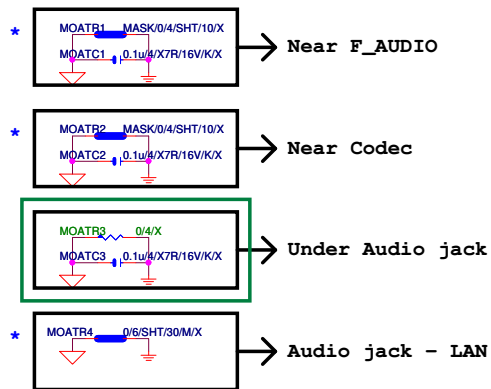 * MOATR1 MASK/0/4/SHT/10/X
MOATC1 0.1u/4/X7R/16V/K/X
Near F_AUDIO
* MOATR2 MASK/0/4/SHT/10/X
MOATC2 0.1u/4/X7R/16V/K/X
Near Codec
MOATR3 0/4/X
MOATC3 0.1u/4/X7R/16V/K/X
Under Audio jack
* MOATR4 0/6/SHT/30/M/X
Audio jack - LAN